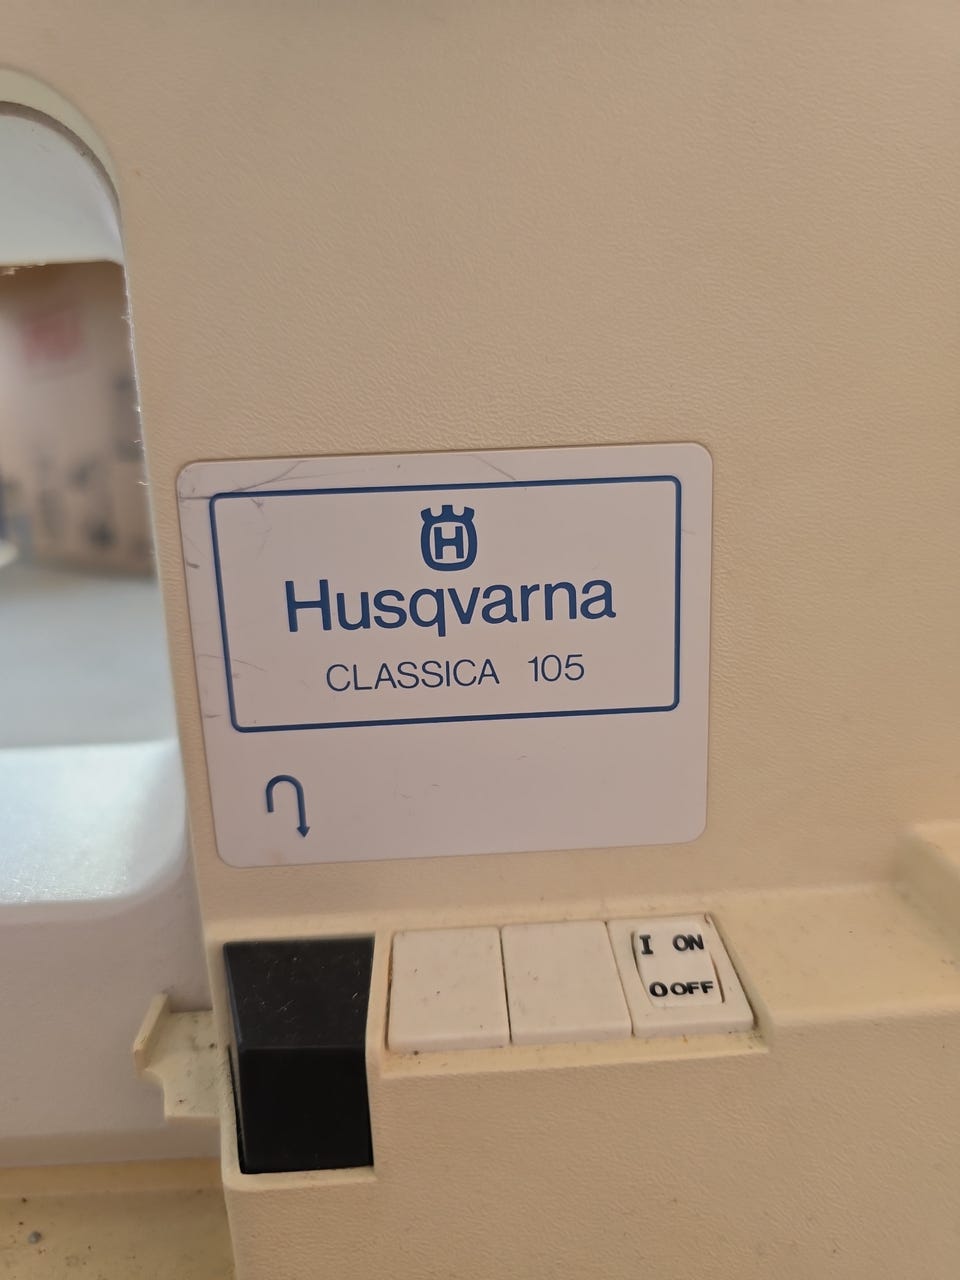 H
Husqvarna
CLASSICA 105
I ON
0 OFF